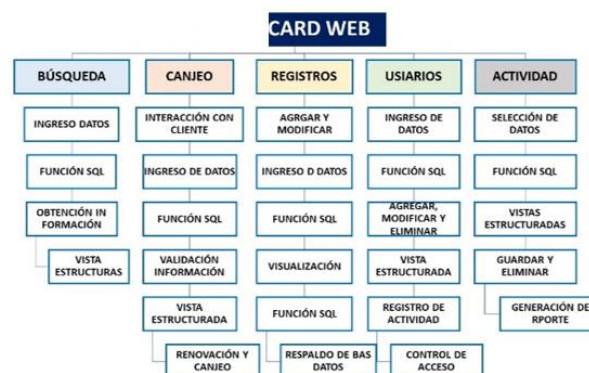 CARD WEB
BÚSQUEDA
CANJEO
REGISTROS
USIARIOS
ACTIVIDAD
INGRESO DATOS
INTERACCIÓN CON
CLIENTE
AGRGAR Y
MODIFICAR
INGRESO DE
DATOS
SELECCIÓN DE
DATOS
FUNCIÓN SQL
INGRESO DE DATOS
INGRESO D DATOS
FUNCIÓN SQL
FUNCIÓN SQL
OBTENCIÓN IN
FORMACIÓN
FUNCIÓN SQL
FUNCIÓN SQL
AGREGAR,
MODIFICAR Y
ELIMINAR
VISTAS
ESTRUCTURADAS
VISTA
ESTRUCTURAS
VALIDACIÓN
INFORMACIÓN
VISUALIZACIÓN
VISTA
ESTRUCTURADA
GUARDAR Y
ELIMINAR
VISTA
ESTRUCTURADA
FUNCIÓN SQL
REGISTRO DE
ACTIVIDAD
GENERACIÓN DE
RPORTE
RENOVACIÓN Y
CANJEO
RESPALDO DE BAS
DATOS
CONTROL DE
ACCESO